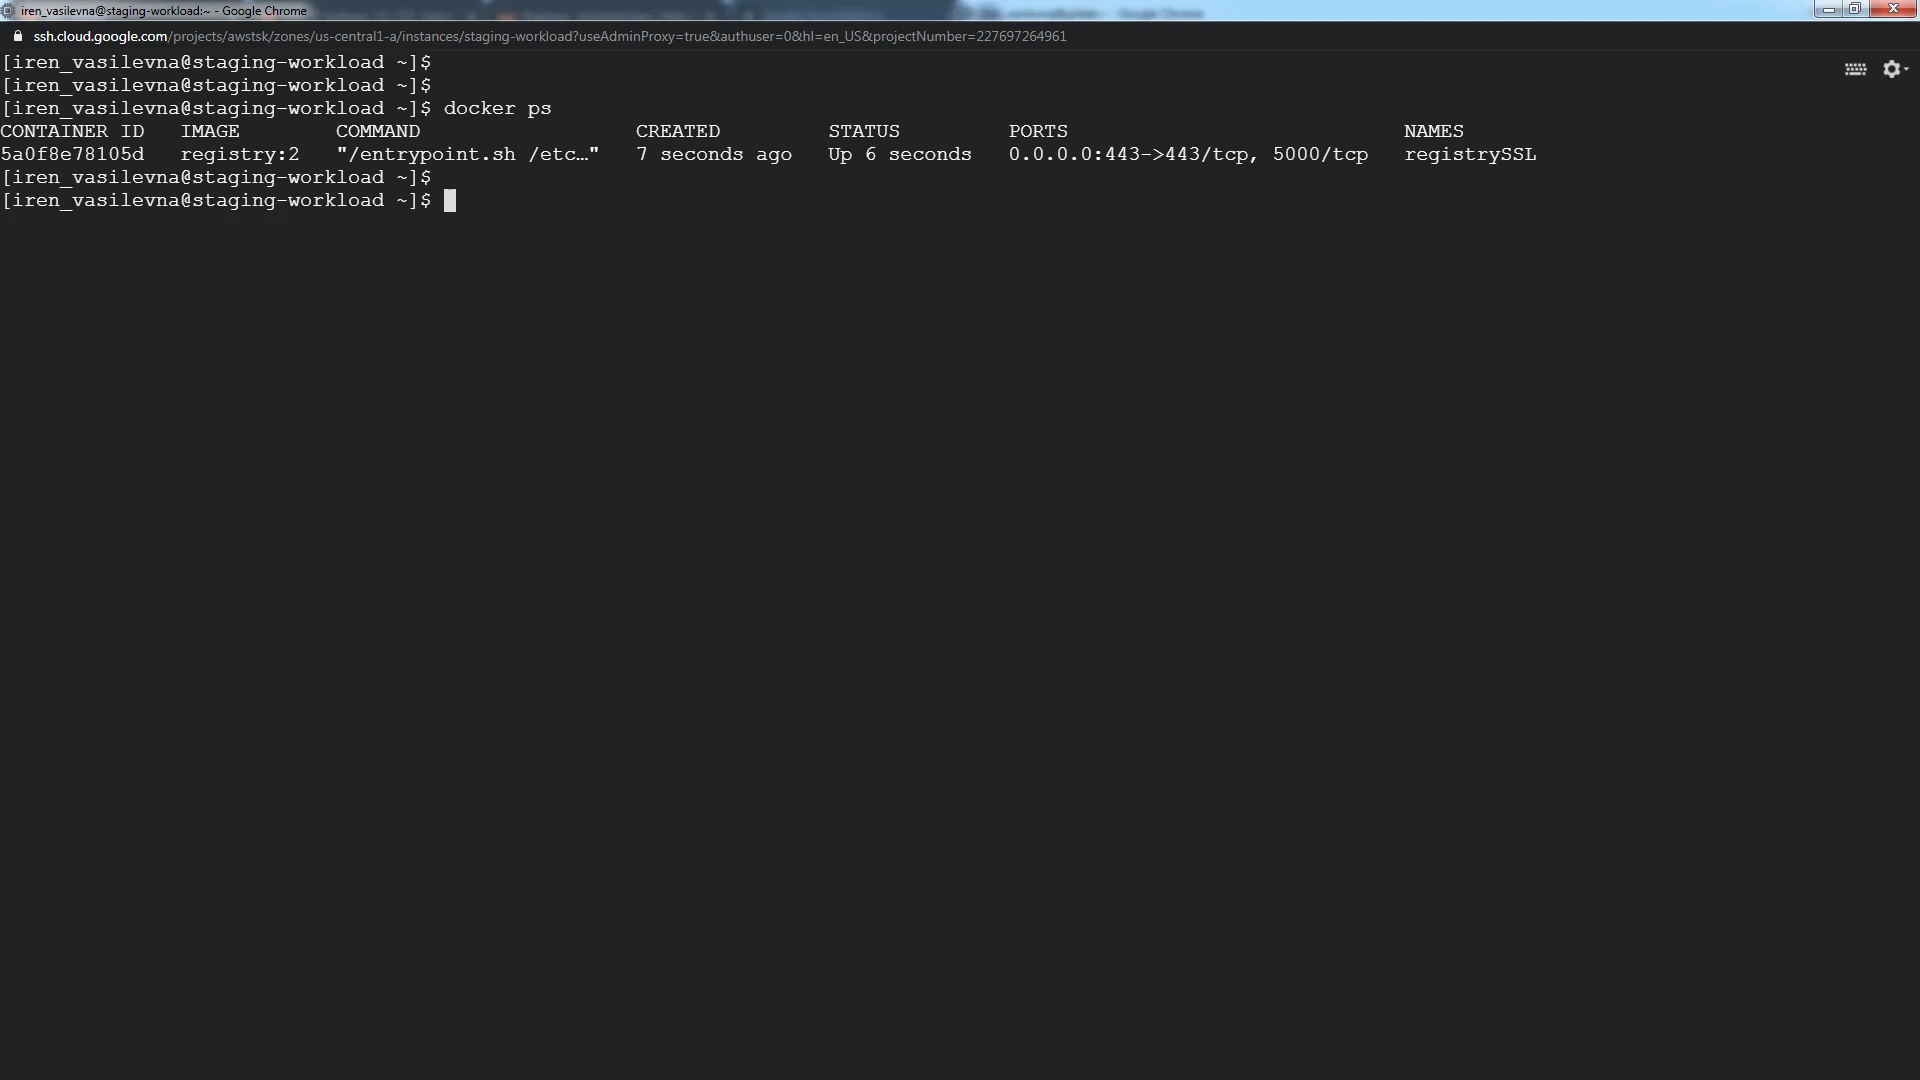 iren_vasilevna@staging-workload:~ - Google Chrome
ssh.cloud.google.com/projects/awstsk/zones/us-central1-a/instances/staging-workload?useAdminProxy=true&authuser=0&hl=en_US&projectNumber=227697264961
[iren_vasilevna@staging-workload ~]$
[iren_vasilevna@staging-workload ~]$
[iren_vasilevna@staging-workload ~]$ docker ps
CONTAINER ID   IMAGE        COMMAND                  CREATED         STATUS         PORTS                            NAMES
5a0f8e78105d   registry:2   "/entrypoint.sh /etc…"   7 seconds ago   Up 6 seconds   0.0.0.0:443->443/tcp, 5000/tcp   registrySSL
[iren_vasilevna@staging-workload ~]$
[iren_vasilevna@staging-workload ~]$